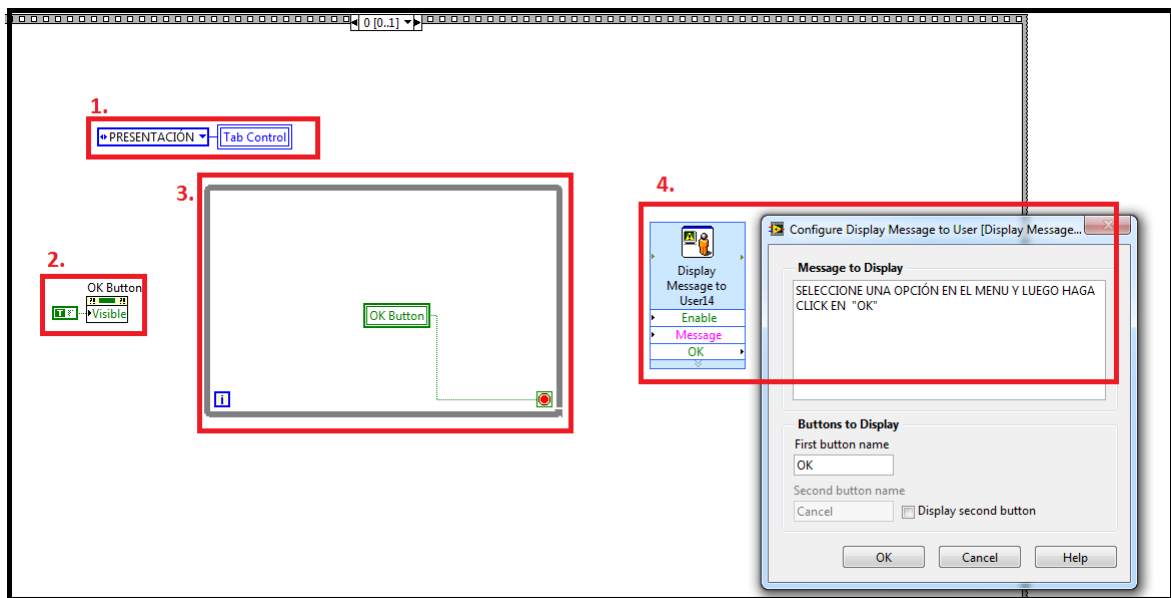 0 [0..1]
1.
PRESENTACIÓN
Tab Control
2.
OK Button
T F
Visible
3.
OK Button
i
4.
Display
Message to
User14
Enable
Message
OK
Configure Display Message to User [Display Message...
Message to Display
SELECCIONE UNA OPCIÓN EN EL MENU Y LUEGO HAGA
CLICK EN "OK"
Buttons to Display
First button name
OK
Second button name
Cancel
Display second button
OK Cancel Help